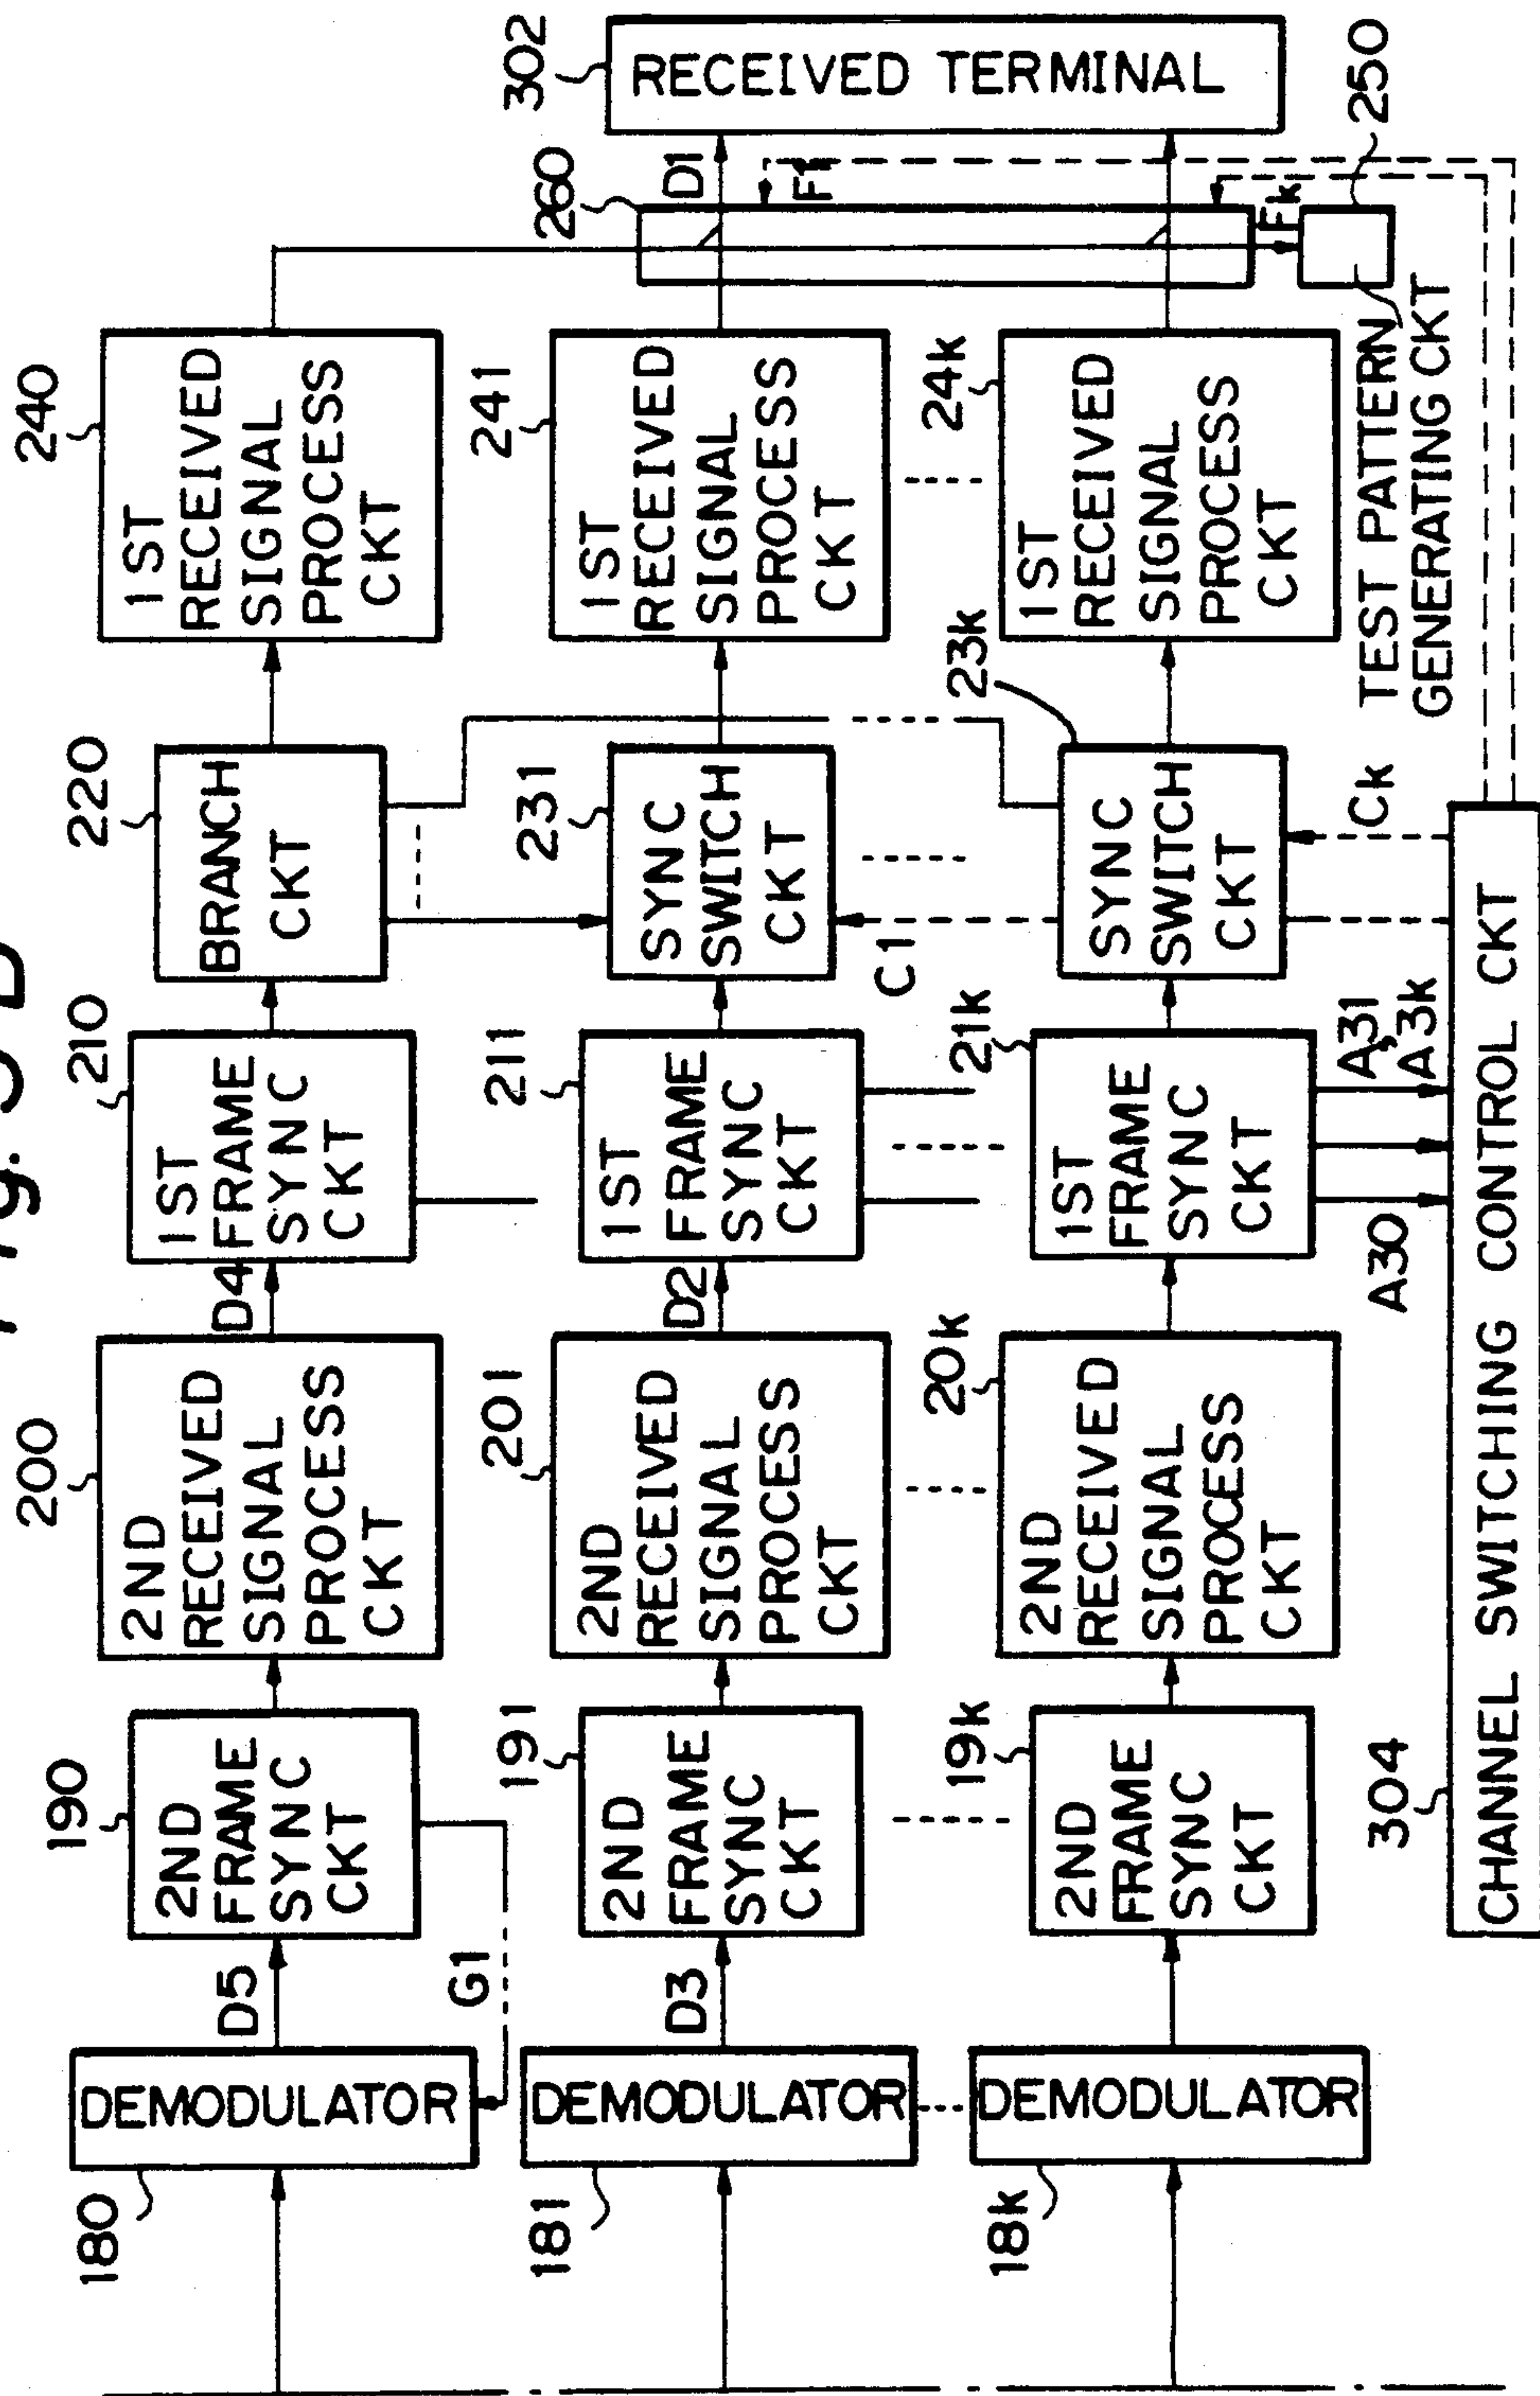 Fig. 3B
180
DEMODULATOR
D5
190
2ND
FRAME
SYNC
CKT
G1
200
2ND
RECEIVED
SIGNAL
PROCESS
CKT
D4
210
1ST
FRAME
SYNC
CKT
220
BRANCH
CKT
240
1ST
RECEIVED
SIGNAL
PROCESS
CKT
181
DEMODULATOR
D3
191
2ND
FRAME
SYNC
CKT
201
2ND
RECEIVED
SIGNAL
PROCESS
CKT
D2
211
1ST
FRAME
SYNC
CKT
231
SYNC
SWITCH
CKT
C1
241
1ST
RECEIVED
SIGNAL
PROCESS
CKT
260
D1
F1
302
RECEIVED TERMINAL
18k
DEMODULATOR
19k
2ND
FRAME
SYNC
CKT
20k
2ND
RECEIVED
SIGNAL
PROCESS
CKT
21k
1ST
FRAME
SYNC
CKT
23k
SYNC
SWITCH
CKT
24k
1ST
RECEIVED
SIGNAL
PROCESS
CKT
Fk
250
TEST PATTERN
GENERATING CKT
A30
A31,
A3k
Ck
304
CHANNEL SWITCHING CONTROL CKT